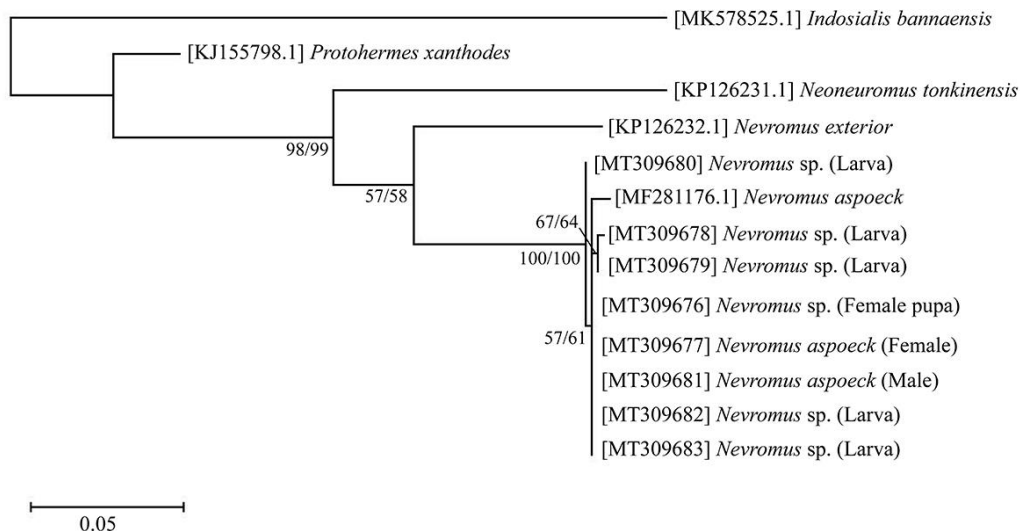 [MK578525.1] Indosialis bannaensis
[KJ155798.1] Protohermes xanthodes
[KP126231.1] Neoneuromus tonkinensis
[KP126232.1] Nevromus exterior
98/99
[MT309680] Nevromus sp. (Larva)
57/58
[MF281176.1] Nevromus aspoeck
67/64
[MT309678] Nevromus sp. (Larva)
100/100
[MT309679] Nevromus sp. (Larva)
[MT309676] Nevromus sp. (Female pupa)
57/61
[MT309677] Nevromus aspoeck (Female)
[MT309681] Nevromus aspoeck (Male)
[MT309682] Nevromus sp. (Larva)
[MT309683] Nevromus sp. (Larva)
0.05